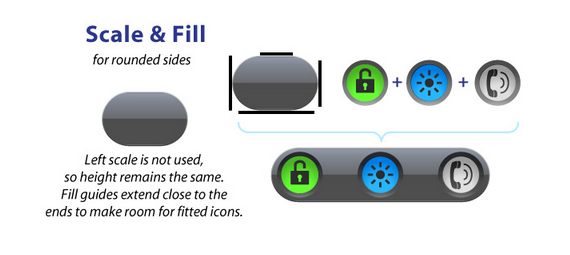 Scale & Fill
for rounded sides
+ +
Left scale is not used,
so height remains the same.
Fill guides extend close to the
ends to make room for fitted icons.